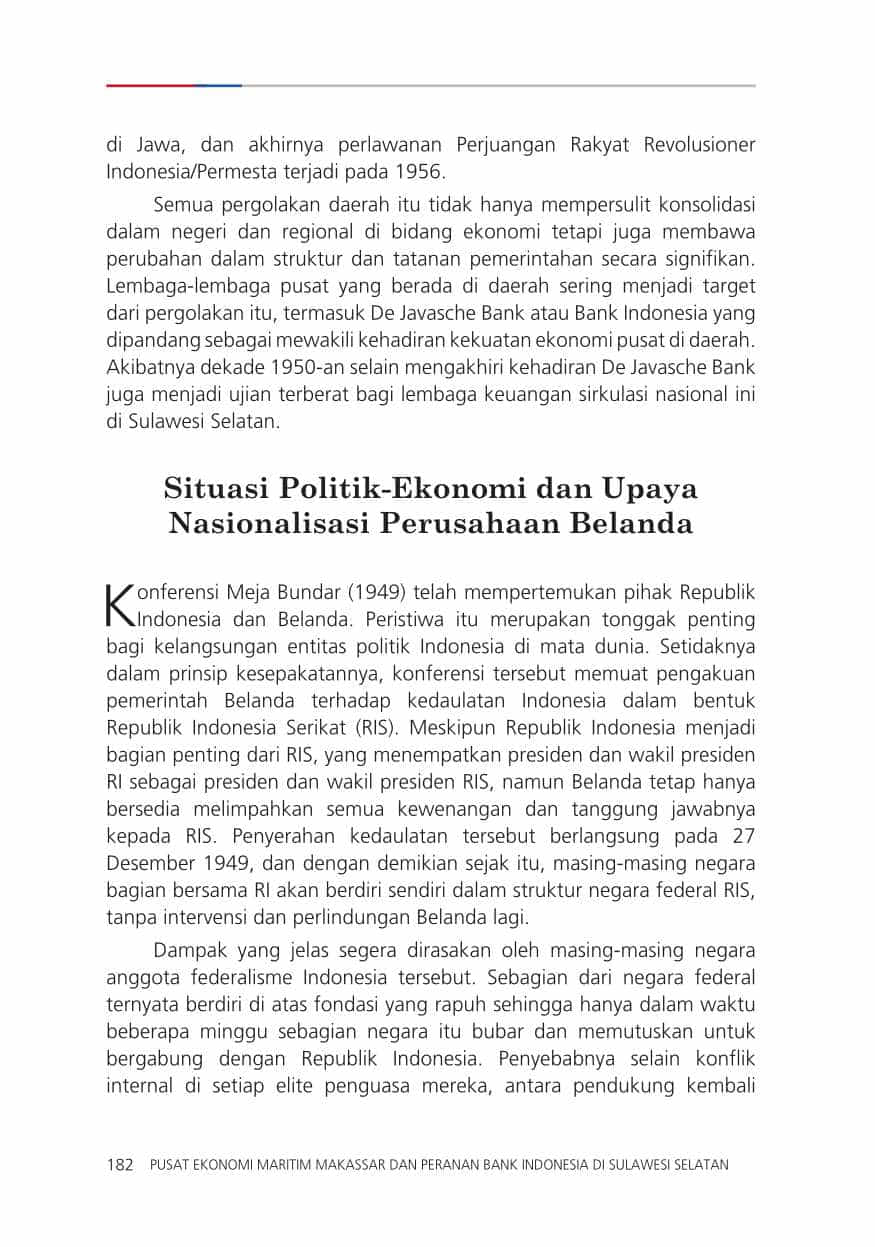 di Jawa, dan akhirnya perlawanan Perjuangan Rakyat Revolusioner
Indonesia/Permesta terjadi pada 1956.
Semua pergolakan daerah itu tidak hanya mempersulit konsolidasi
dalam negeri dan regional di bidang ekonomi tetapi juga membawa
perubahan dalam struktur dan tatanan pemerintahan secara signifikan.
Lembaga-lembaga pusat yang berada di daerah sering menjadi target
dari pergolakan itu, termasuk De Javasche Bank atau Bank Indonesia yang
dipandang sebagai mewakili kehadiran kekuatan ekonomi pusat di daerah.
Akibatnya dekade 1950-an selain mengakhiri kehadiran De Javasche Bank
juga menjadi ujian terberat bagi lembaga keuangan sirkulasi nasional ini
di Sulawesi Selatan.
Situasi Politik-Ekonomi dan Upaya
Nasionalisasi Perusahaan Belanda
Konferensi Meja Bundar (1949) telah mempertemukan pihak Republik
Indonesia dan Belanda. Peristiwa itu merupakan tonggak penting
bagi kelangsungan entitas politik Indonesia di mata dunia. Setidaknya
dalam prinsip kesepakatannya, konferensi tersebut memuat pengakuan
pemerintah Belanda terhadap kedaulatan Indonesia dalam bentuk
Republik Indonesia Serikat (RIS). Meskipun Republik Indonesia menjadi
bagian penting dari RIS, yang menempatkan presiden dan wakil presiden
RI sebagai presiden dan wakil presiden RIS, namun Belanda tetap hanya
bersedia melimpahkan semua kewenangan dan tanggung jawabnya
kepada RIS. Penyerahan kedaulatan tersebut berlangsung pada 27
Desember 1949, dan dengan demikian sejak itu, masing-masing negara
bagian bersama RI akan berdiri sendiri dalam struktur negara federal RIS,
tanpa intervensi dan perlindungan Belanda lagi.
Dampak yang jelas segera dirasakan oleh masing-masing negara
anggota federalisme Indonesia tersebut. Sebagian dari negara federal
ternyata berdiri di atas fondasi yang rapuh sehingga hanya dalam waktu
beberapa minggu sebagian negara itu bubar dan memutuskan untuk
bergabung dengan Republik Indonesia. Penyebabnya selain konflik
internal di setiap elite penguasa mereka, antara pendukung kembali
182 PUSAT EKONOMI MARITIM MAKASSAR DAN PERANAN BANK INDONESIA DI SULAWESI SELATAN